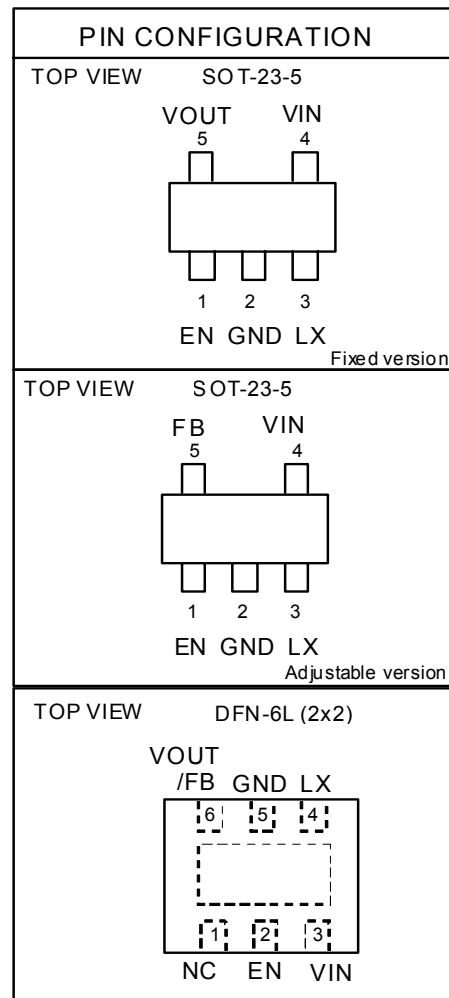 PIN CONFIGURATION
TOP VIEW SOT-23-5
VOUT VIN
5 4
1 2 3
EN GND LX
Fixed version
TOP VIEW SOT-23-5
FB VIN
5 4
1 2 3
EN GND LX
Adjustable version
TOP VIEW DFN-6L (2x2)
VOUT
/FB GND LX
6 5 4
1 2 3
NC EN VIN